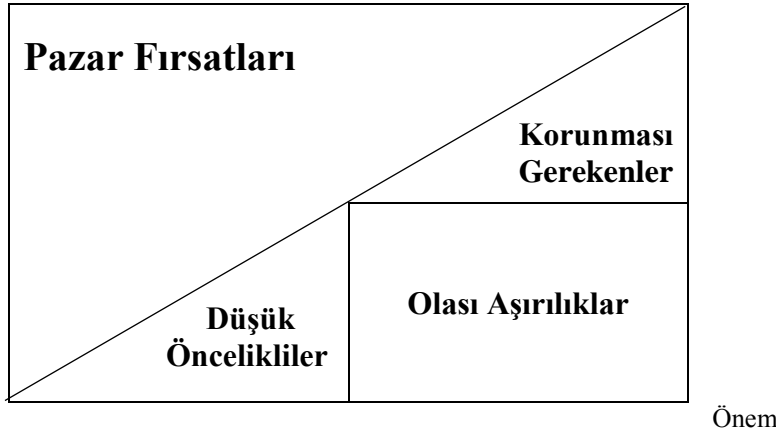 Pazar Fırsatları
Korunması
Gerekenler
Düşük
Öncelikliler
Olası Aşırılıklar
Önem